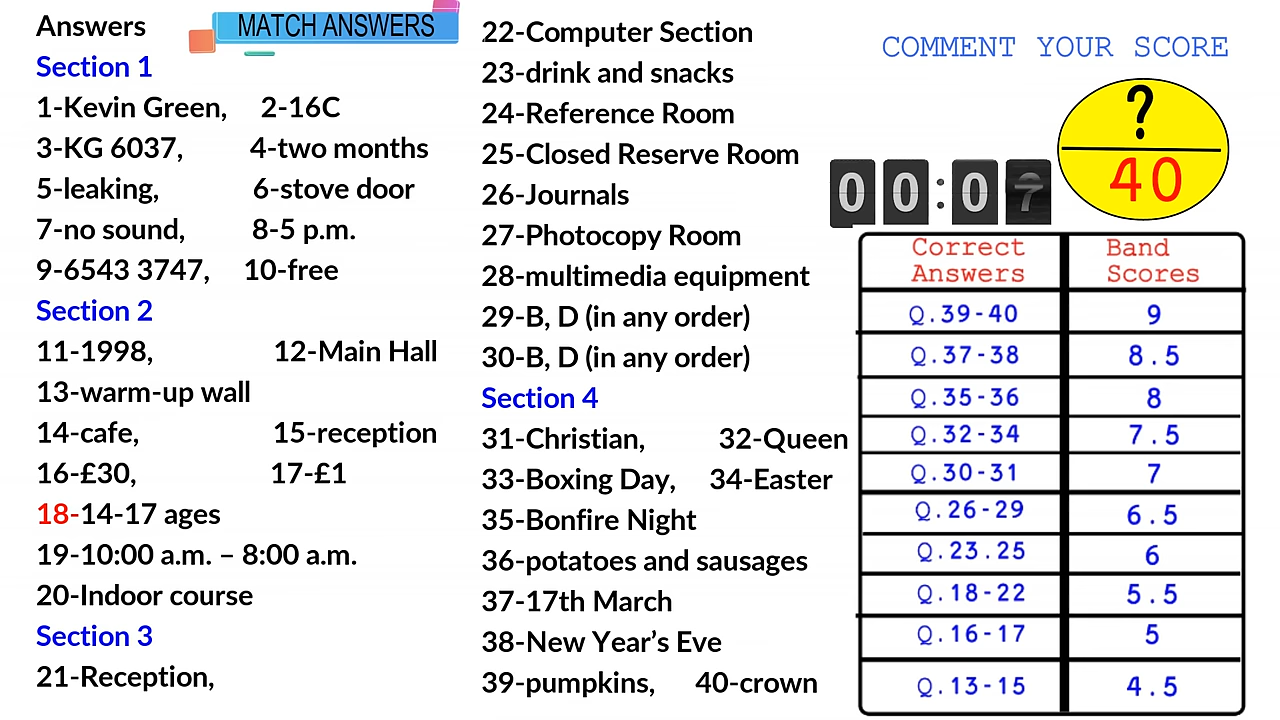 Answers
MATCH ANSWERS
Section 1
1-Kevin Green, 2-16C
3-KG 6037, 4-two months
5-leaking, 6-stove door
7-no sound, 8-5 p.m.
9-6543 3747, 10-free
Section 2
11-1998, 12-Main Hall
13-warm-up wall
14-cafe, 15-reception
16-£30, 17-£1
18-14-17 ages
19-10:00 a.m. – 8:00 a.m.
20-Indoor course
Section 3
21-Reception,
22-Computer Section
23-drink and snacks
24-Reference Room
25-Closed Reserve Room
26-Journals
27-Photocopy Room
28-multimedia equipment
29-B, D (in any order)
30-B, D (in any order)
Section 4
31-Christian, 32-Queen
33-Boxing Day, 34-Easter
35-Bonfire Night
36-potatoes and sausages
37-17th March
38-New Year’s Eve
39-pumpkins, 40-crown
COMMENT YOUR SCORE
?
40
00:07
Correct Answers Band Scores
Q.39-40 9
Q.37-38 8.5
Q.35-36 8
Q.32-34 7.5
Q.30-31 7
Q.26-29 6.5
Q.23.25 6
Q.18-22 5.5
Q.16-17 5
Q.13-15 4.5